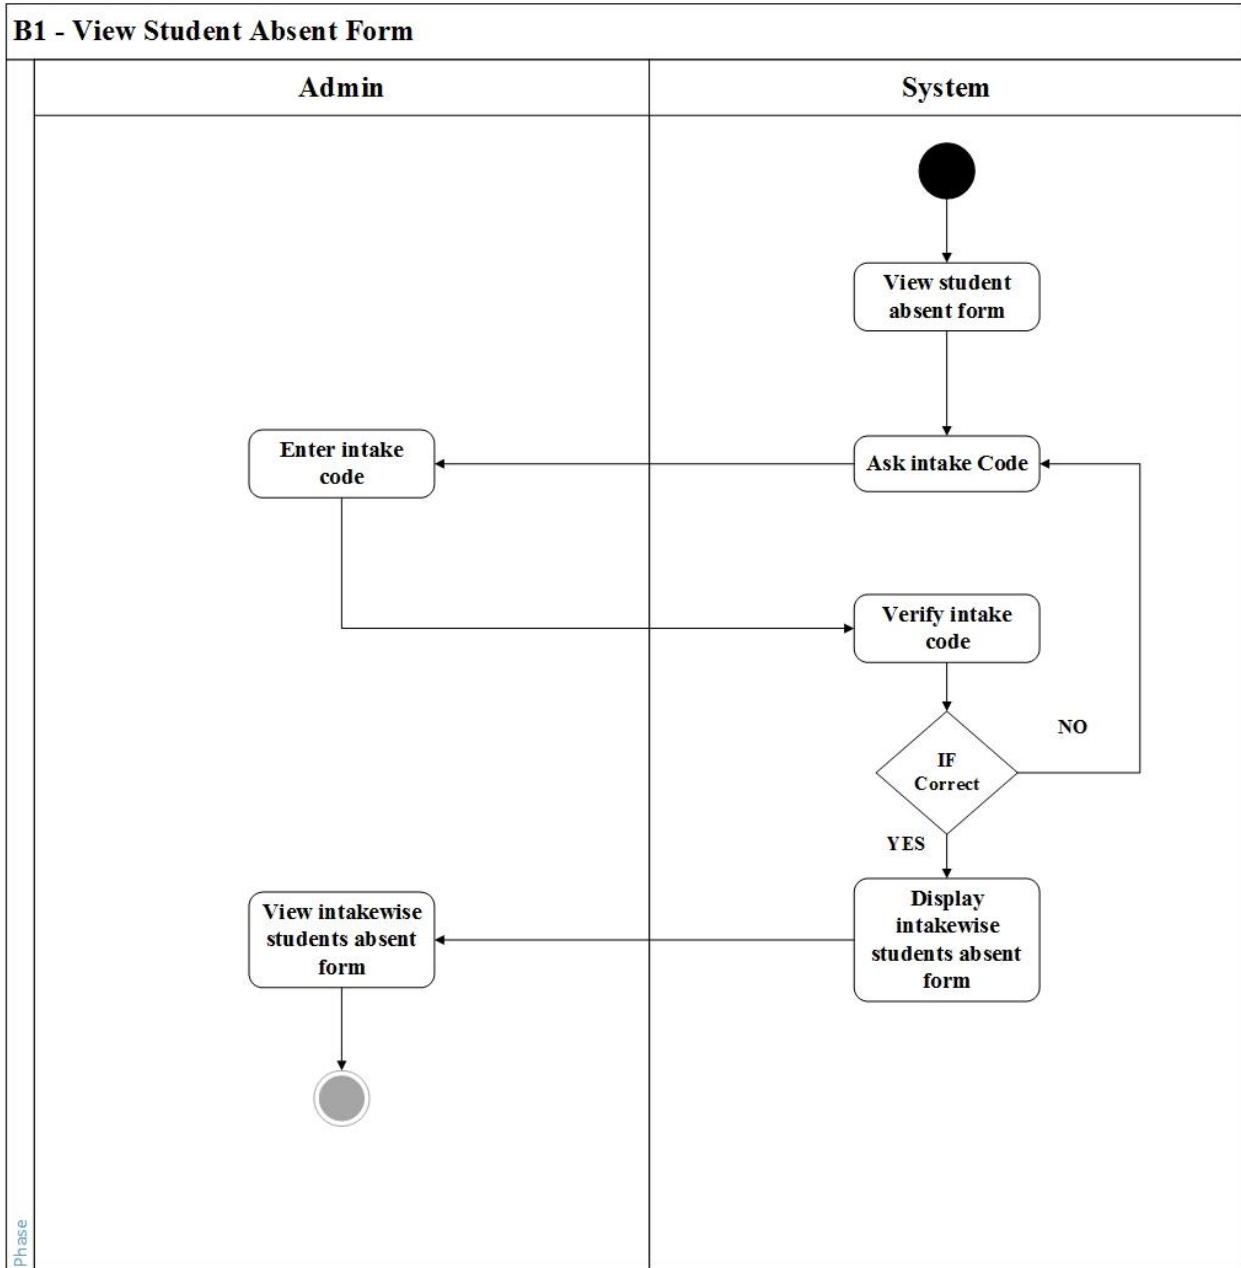 B1 - View Student Absent Form
Admin
System
View student
absent form
Enter intake
code
Ask intake Code
Verify intake
code
NO
IF
Correct
YES
View intakewise
students absent
form
Display
intakewise
students absent
form
Phase